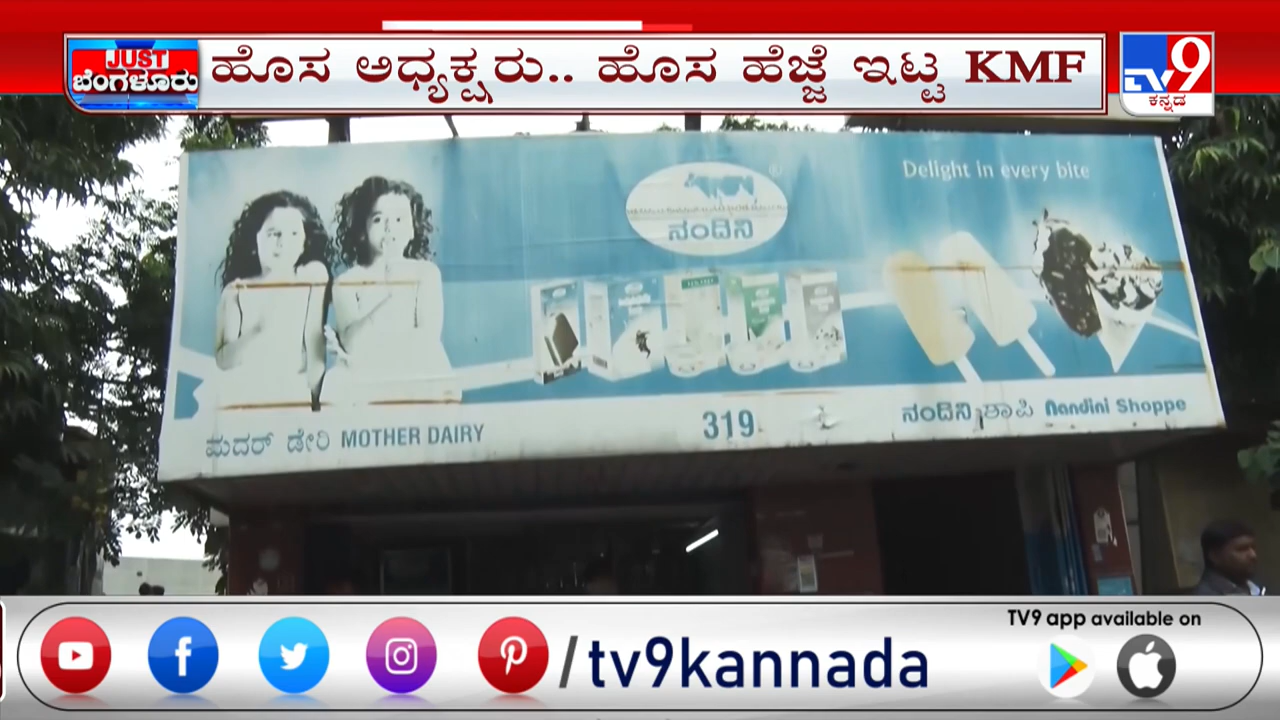 JUST
ಬೆಂಗಳೂರು
ಹೊಸ ಅಧ್ಯಕ್ಷರು.. ಹೊಸ ಹೆಜ್ಜೆ ಇಟ್ಟ KMF
TV9
ಕನ್ನಡ
Delight in every bite
ನಂದಿನಿ
ಮದರ್ ಡೇರಿ MOTHER DAIRY
319
ನಂದಿನಿ ಶಾಪಿ Nandini Shoppe
TV9 app available on
/tv9kannada